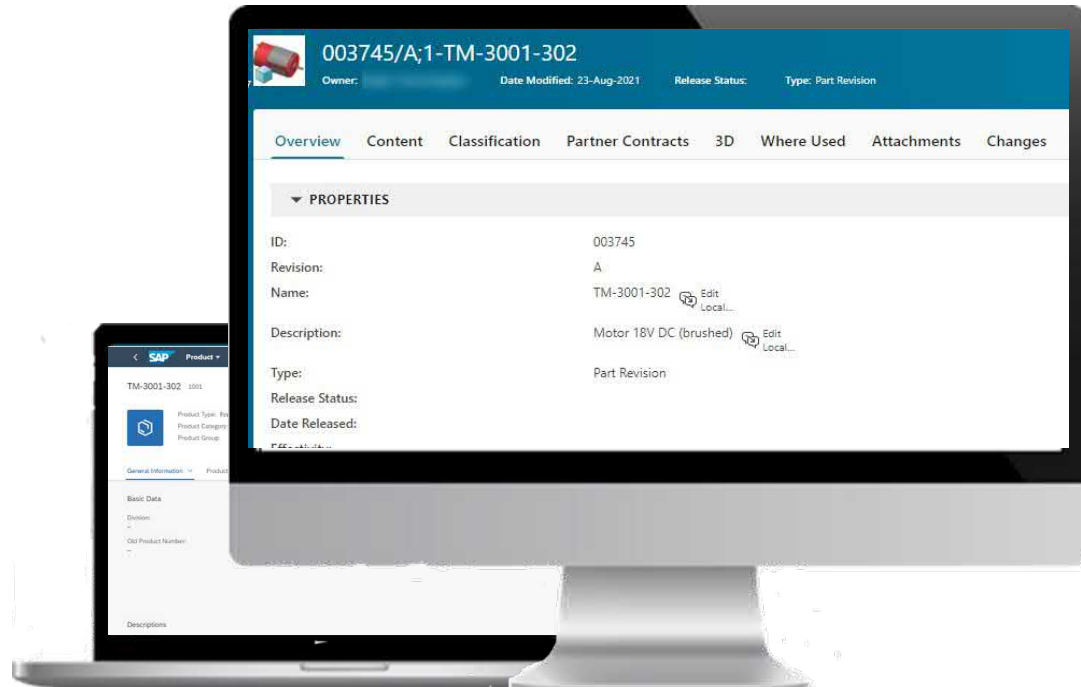 003745/A;1-TM-3001-302
Owner: Date Modified: 23-Aug-2021 Release Status: Type: Part Revision
Overview Content Classification Partner Contracts 3D Where Used Attachments Changes
PROPERTIES
ID: 003745
Revision: A
Name: TM-3001-302 Edit
Local...
Description: Motor 18V DC (brushed) Edit
Local...
Type: Part Revision
Release Status:
Date Released:
SAP Product
TM-3001-302 1001
Product Type:
Product Category:
Product Group:
General Information Product
Basic Data
Division:
–
Old Product Number:
–
Descriptions